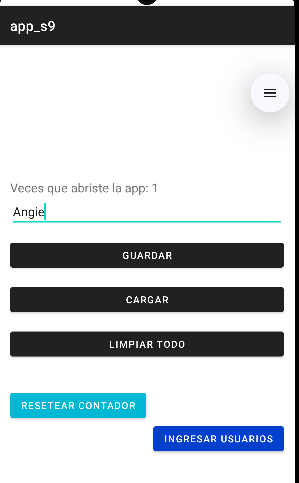 app_s9
Veces que abriste la app: 1
Angie
GUARDAR
CARGAR
LIMPIAR TODO
RESETEAR CONTADOR
INGRESAR USUARIOS